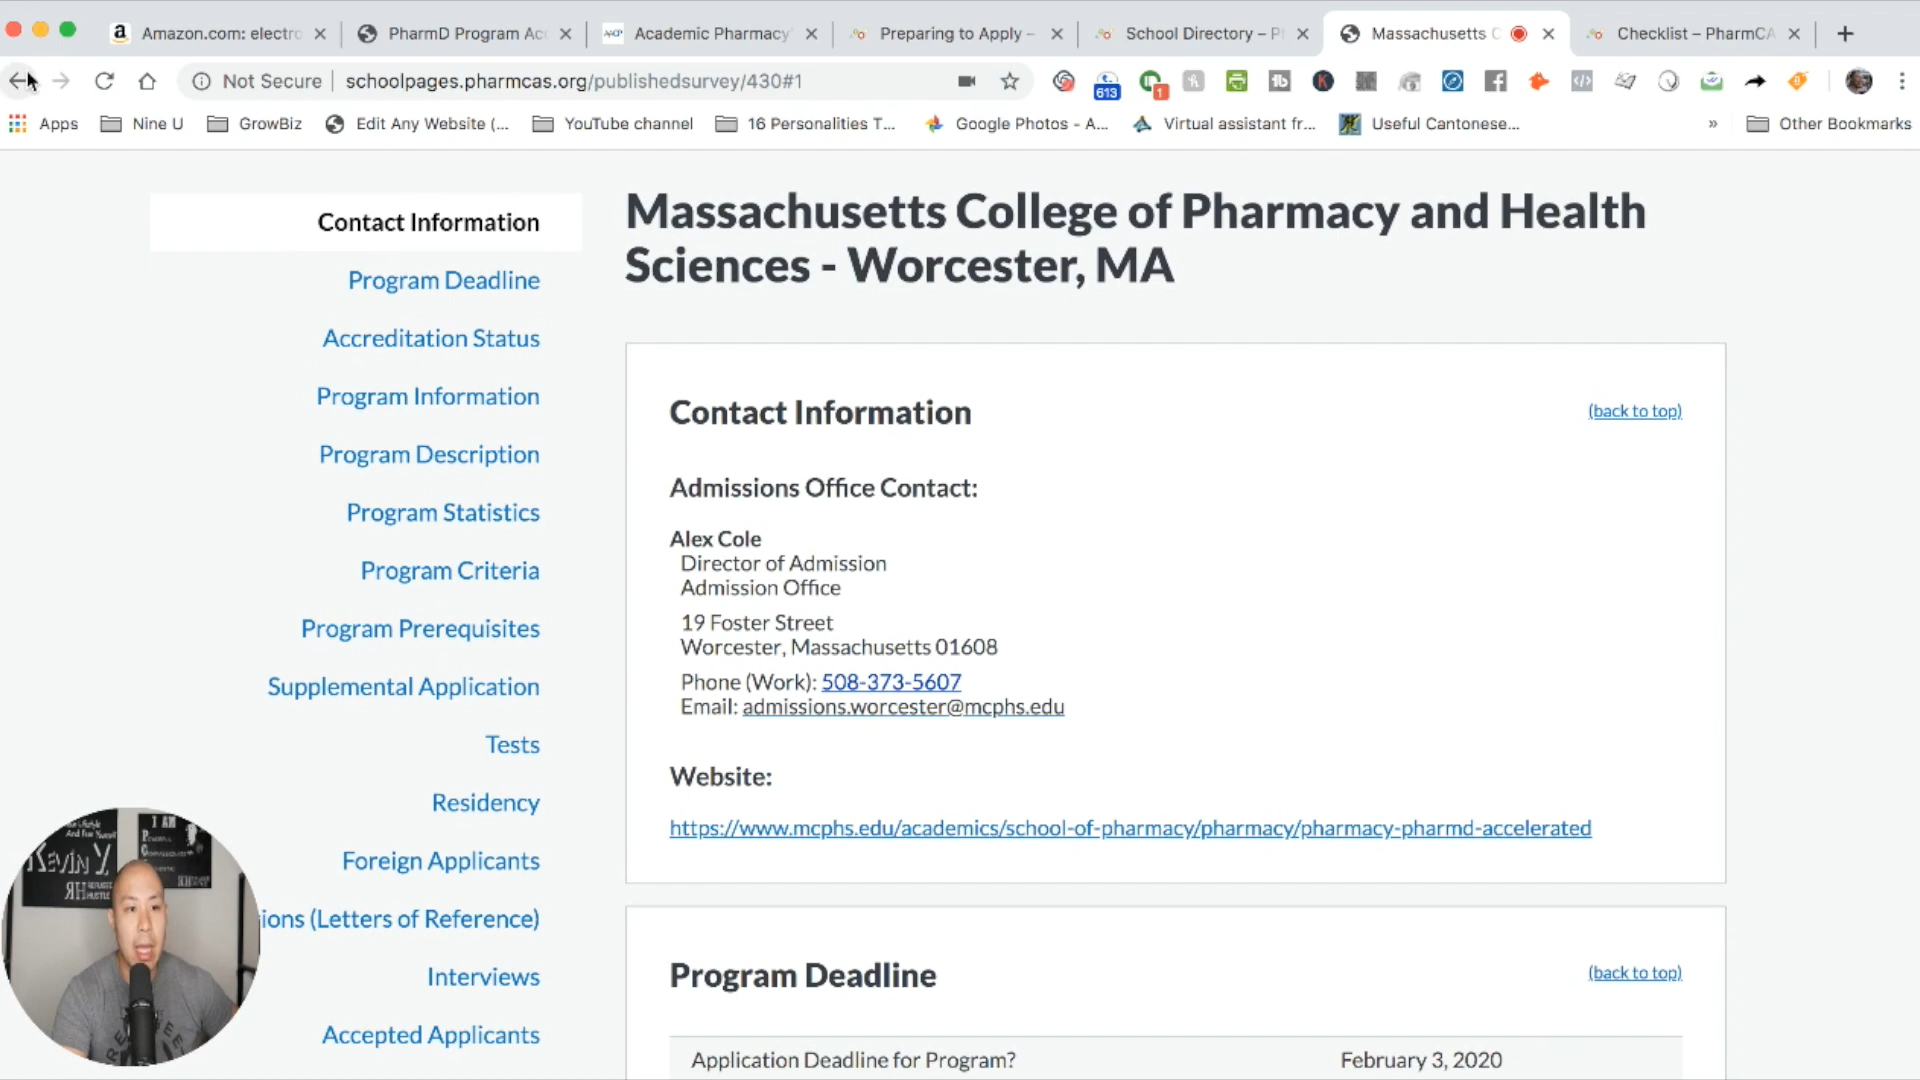 Amazon.com: electro
PharmD Program Acc
Academic Pharmacy'
Preparing to Apply –
School Directory – P
Massachusetts C
Checklist – PharmCA
Not Secure
schoolpages.pharmcas.org/publishedsurvey/430#1
613
1
Apps
Nine U
GrowBiz
Edit Any Website (...
YouTube channel
16 Personalities T...
Google Photos - A...
Virtual assistant fr...
Useful Cantonese...
»
Other Bookmarks
Contact Information
Program Deadline
Accreditation Status
Program Information
Program Description
Program Statistics
Program Criteria
Program Prerequisites
Supplemental Application
Tests
Residency
Foreign Applicants
ions (Letters of Reference)
Interviews
Accepted Applicants
Massachusetts College of Pharmacy and Health
Sciences - Worcester, MA
Contact Information
(back to top)
Admissions Office Contact:
Alex Cole
Director of Admission
Admission Office
19 Foster Street
Worcester, Massachusetts 01608
Phone (Work): 508-373-5607
Email: admissions.worcester@mcphs.edu
Website:
https://www.mcphs.edu/academics/school-of-pharmacy/pharmacy/pharmacy-pharmd-accelerated
Program Deadline
(back to top)
Application Deadline for Program?
February 3, 2020
I AM
KEVIN Y.